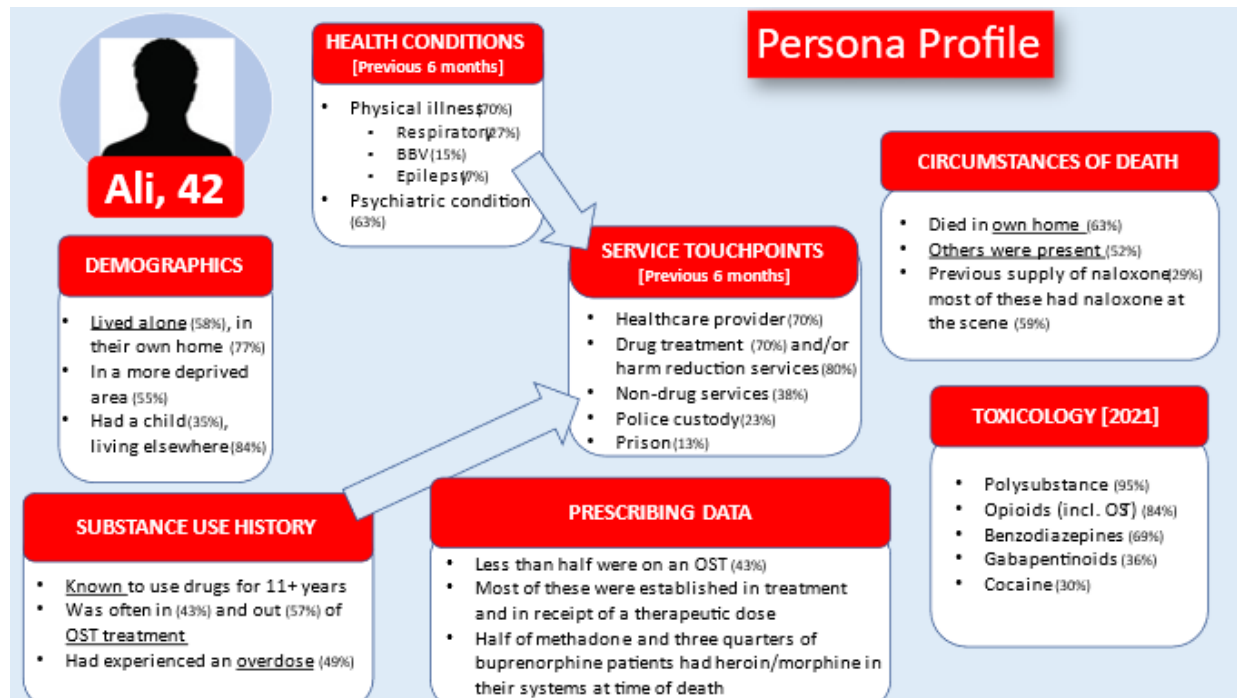 Persona Profile
Ali, 42
HEALTH CONDITIONS
[Previous 6 months]
• Physical illness(70%)
▪ Respiratory(27%)
▪ BBV (15%)
▪ Epilepsy(7%)
• Psychiatric condition
(63%)
DEMOGRAPHICS
• Lived alone (58%), in
their own home (77%)
• In a more deprived
area (55%)
• Had a child(35%),
living elsewhere(84%)
SERVICE TOUCHPOINTS
[Previous 6 months]
• Healthcare provider(70%)
• Drug treatment (70%) and/or
harm reduction services(80%)
• Non-drug services (38%)
• Police custody(23%)
• Prison(13%)
CIRCUMSTANCES OF DEATH
• Died in own home (63%)
• Others were present (52%)
• Previous supply of naloxone(29%)
most of these had naloxone at
the scene (59%)
SUBSTANCE USE HISTORY
• Known to use drugs for 11+ years
• Was often in (43%) and out (57%) of
OST treatment
• Had experienced an overdose (49%)
PRESCRIBING DATA
• Less than half were on an OST (43%)
• Most of these were established in treatment
and in receipt of a therapeutic dose
• Half of methadone and three quarters of
buprenorphine patients had heroin/morphine in
their systems at time of death
TOXICOLOGY [2021]
• Polysubstance (95%)
• Opioids (incl. OST) (84%)
• Benzodiazepines (69%)
• Gabapentinoids (36%)
• Cocaine (30%)